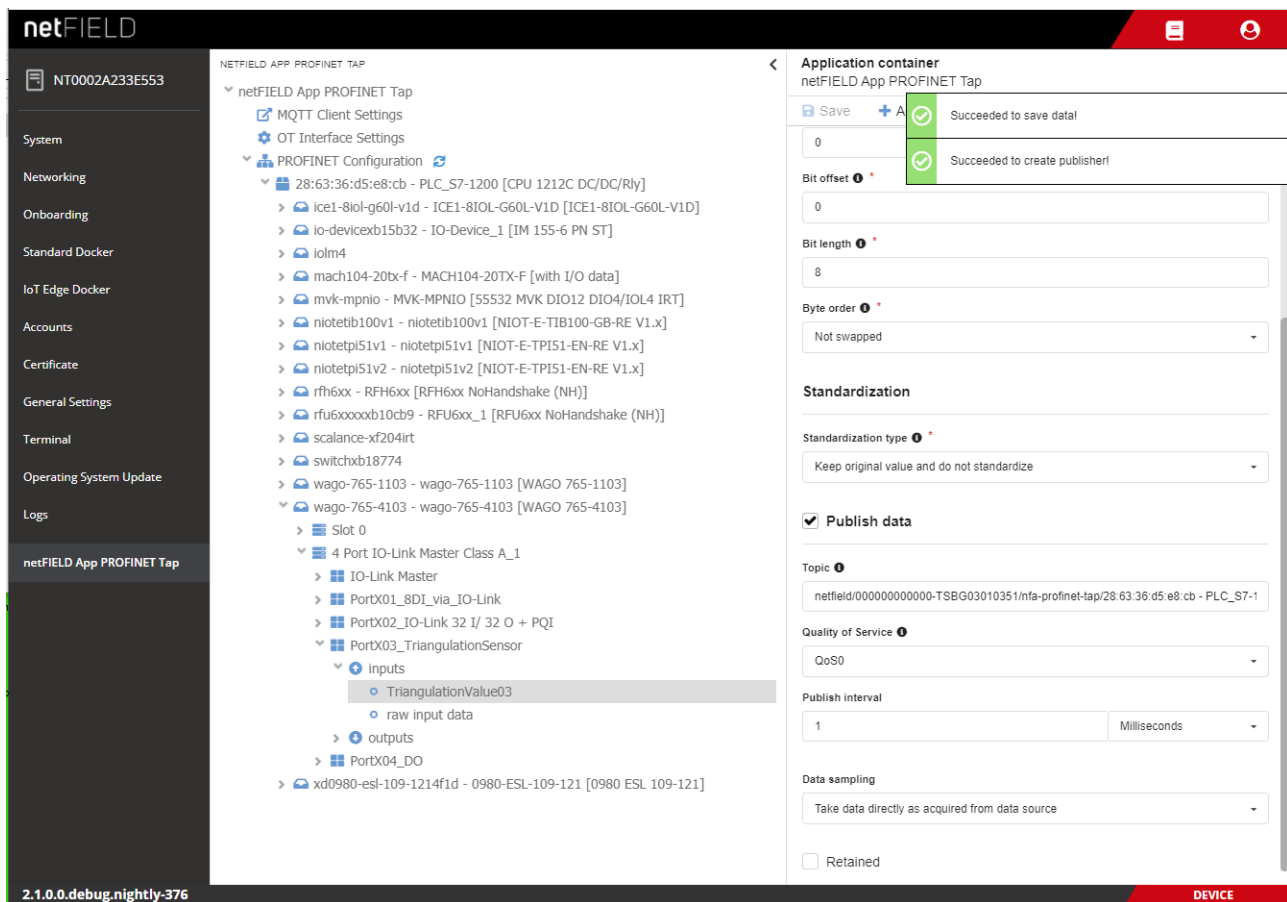 netFIELD
NT0002A233E553
System
Networking
Onboarding
Standard Docker
IoT Edge Docker
Accounts
Certificate
General Settings
Terminal
Operating System Update
Logs
netFIELD App PROFINET Tap
2.1.0.0.debug.nightly-376
NETFIELD APP PROFINET TAP
netFIELD App PROFINET Tap
MQTT Client Settings
OT Interface Settings
PROFINET Configuration
28:63:36:d5:e8:cb - PLC_S7-1200 [CPU 1212C DC/DC/Rly]
ice1-8iol-g60l-v1d - ICE1-8IOL-G60L-V1D [ICE1-8IOL-G60L-V1D]
io-devicexb15b32 - IO-Device_1 [IM 155-6 PN ST]
iolm4
mach104-20tx-f - MACH104-20TX-F [with I/O data]
mvk-mpnio - MVK-MPNIO [55532 MVK DIO12 DIO4/IOL4 IRT]
niotetib100v1 - niotetib100v1 [NIOT-E-TIB100-GB-RE V1.x]
niotetpi51v1 - niotetpi51v1 [NIOT-E-TPI51-EN-RE V1.x]
niotetpi51v2 - niotetpi51v2 [NIOT-E-TPI51-EN-RE V1.x]
rfh6xx - RFH6xx [RFH6xx NoHandshake (NH)]
rfu6xxxxxb10cb9 - RFU6xx_1 [RFU6xx NoHandshake (NH)]
scalance-xf204irt
switchxb18774
wago-765-1103 - wago-765-1103 [WAGO 765-1103]
wago-765-4103 - wago-765-4103 [WAGO 765-4103]
Slot 0
4 Port IO-Link Master Class A_1
IO-Link Master
PortX01_8DI_via_IO-Link
PortX02_IO-Link 32 I/ 32 O + PQI
PortX03_TriangulationSensor
inputs
TriangulationValue03
raw input data
outputs
PortX04_DO
xd0980-esl-109-1214f1d - 0980-ESL-109-121 [0980 ESL 109-121]
Application container
netFIELD App PROFINET Tap
Save
+ A
Succeeded to save data!
Succeeded to create publisher!
0
Bit offset *
0
Bit length *
8
Byte order *
Not swapped
Standardization
Standardization type *
Keep original value and do not standardize
Publish data
Topic
netfield/000000000000-TSBG03010351/nfa-profinet-tap/28:63:36:d5:e8:cb - PLC_S7-1
Quality of Service
QoS0
Publish interval
1 Milliseconds
Data sampling
Take data directly as acquired from data source
Retained
DEVICE